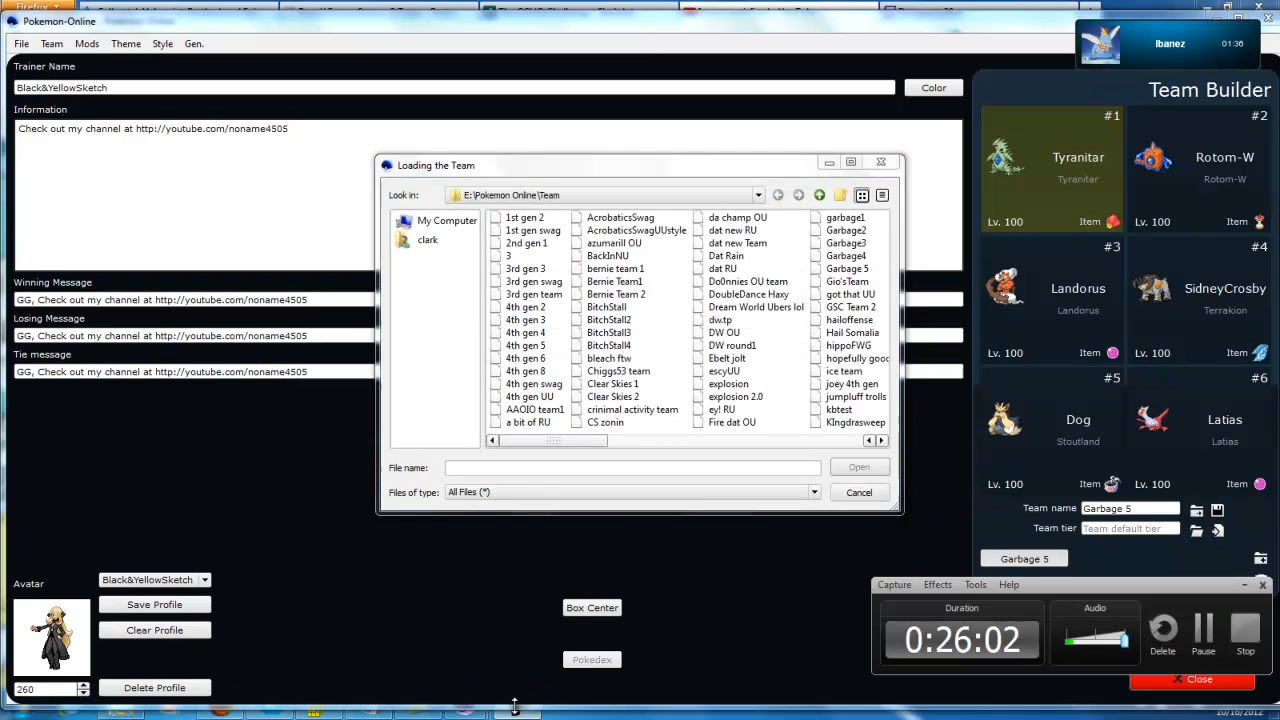 Firefox
Pokemon-Online
File Team Mods Theme Style Gen.
Trainer Name
Black&YellowSketch
Color
Information
Check out my channel at http://youtube.com/noname4505
Winning Message
GG, Check out my channel at http://youtube.com/noname4505
Losing Message
GG, Check out my channel at http://youtube.com/noname4505
Tie message
GG, Check out my channel at http://youtube.com/noname4505
Loading the Team
Look in: E:\Pokemon Online\Team
My Computer
clark
1st gen 2
1st gen swag
2nd gen 1
3
3rd gen 3
3rd gen swag
3rd gen team
4th gen 2
4th gen 3
4th gen 4
4th gen 6
4th gen 8
4th gen swag
4th gen UU
AAOIO team1
a bit of RU
AcrobaticsSwag
AcrobaticsSwagUUstyle
azumarill OU
BackInNU
bernie team 1
Bernie Team1
Bernie Team 2
BitchStall
BitchStall2
BitchStall3
BitchStall4
bleach ftw
Chiggs53 team
Clear Skies 1
Clear Skies 2
crinimal activity team
CS zonin
da champ OU
dat new RU
dat new Team
Dat Rain
dat RU
Do0nnies OU team
DoubleDance Haxy
Dream World Ubers lol
dw.tp
DW OU
DW round1
Ebelt jolt
escyUU
explosion
explosion 2.0
ey! RU
Fire dat OU
garbage1
Garbage2
Garbage3
Garbage4
Garbage 5
Gio'sTeam
got that UU
GSC Team 2
hailoffense
Hail Somalia
hippoFWG
hopefully good
ice team
joey 4th gen
jumpluff trolls
kbtest
KIngdrasweep
File name:
Open
Files of type: All Files (*)
Cancel
Ibanez 01:36
Team Builder
#1
Tyranitar
Tyranitar
Lv. 100 Item
#2
Rotom-W
Rotom-W
Lv. 100 Item
#3
Landorus
Landorus
Lv. 100 Item
#4
SidneyCrosby
Terrakion
Lv. 100 Item
#5
Dog
Stoutland
Lv. 100 Item
#6
Latias
Latias
Lv. 100 Item
Team name Garbage 5
Team tier Team default tier
Garbage 5
Avatar
Black&YellowSketch
Save Profile
Clear Profile
260
Delete Profile
Box Center
Pokedex
Capture Effects Tools Help
Duration
0:26:02
Audio
Delete Pause Stop
Close
10/16/2012